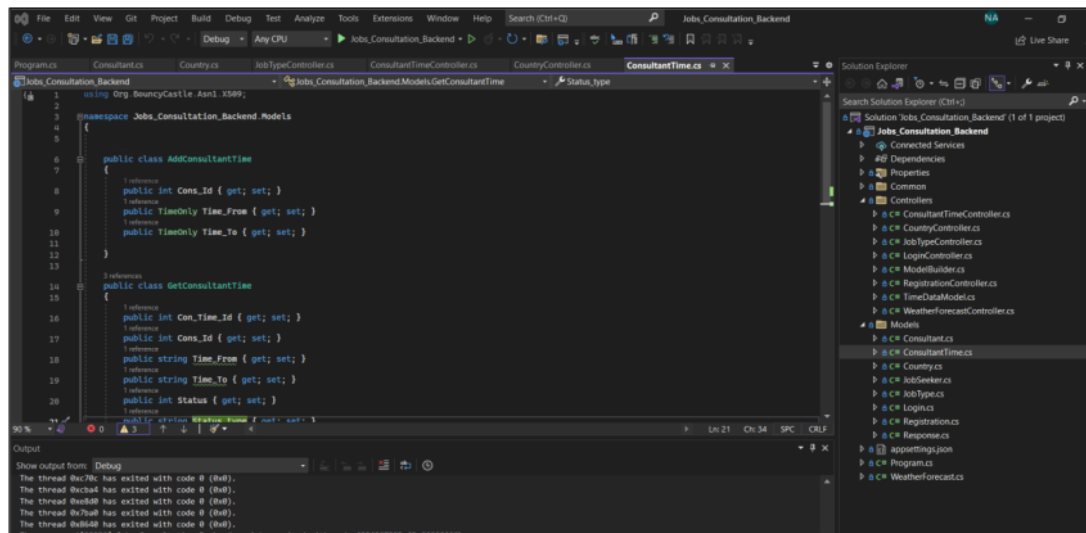 File Edit View Git Project Build Debug Test Analyze Tools Extensions Window Help Search (Ctrl+Q) Jobs_Consultation_Backend NA
Debug Any CPU Jobs_Consultation_Backend Live Share
Program.cs Consultant.cs Country.cs JobTypeController.cs ConsultantTimeController.cs CountryController.cs ConsultantTime.cs
Jobs_Consultation_Backend Jobs_Consultation_Backend.Models.GetConsultantTime Status_type
1 using Org.BouncyCastle.Asn1.X509;
2
3 namespace Jobs_Consultation_Backend.Models
4 {
5
6 public class AddConsultantTime
7 {
1 reference
8 public int Cons_Id { get; set; }
1 reference
9 public TimeOnly Time_From { get; set; }
1 reference
10 public TimeOnly Time_To { get; set; }
11
12 }
13
3 references
14 public class GetConsultantTime
15 {
1 reference
16 public int Con_Time_Id { get; set; }
1 reference
17 public int Cons_Id { get; set; }
1 reference
18 public string Time_From { get; set; }
1 reference
19 public string Time_To { get; set; }
1 reference
20 public int Status { get; set; }
1 reference
21 public string Status_type { get; set; }
90 % 0 3 Ln: 21 Ch: 34 SPC CRLF
Output
Show output from: Debug
The thread 0xc70c has exited with code 0 (0x0).
The thread 0xcba4 has exited with code 0 (0x0).
The thread 0xe8d0 has exited with code 0 (0x0).
The thread 0x7ba0 has exited with code 0 (0x0).
The thread 0x8640 has exited with code 0 (0x0).
Solution Explorer
Search Solution Explorer (Ctrl+;)
Solution 'Jobs_Consultation_Backend' (1 of 1 project)
Jobs_Consultation_Backend
Connected Services
Dependencies
Properties
Common
Controllers
C# ConsultantTimeController.cs
C# CountryController.cs
C# JobTypeController.cs
C# LoginController.cs
C# ModelBuilder.cs
C# RegistrationController.cs
C# TimeDataModel.cs
C# WeatherForecastController.cs
Models
C# Consultant.cs
C# ConsultantTime.cs
C# Country.cs
C# JobSeeker.cs
C# JobType.cs
C# Login.cs
C# Registration.cs
C# Response.cs
appsettings.json
C# Program.cs
C# WeatherForecast.cs